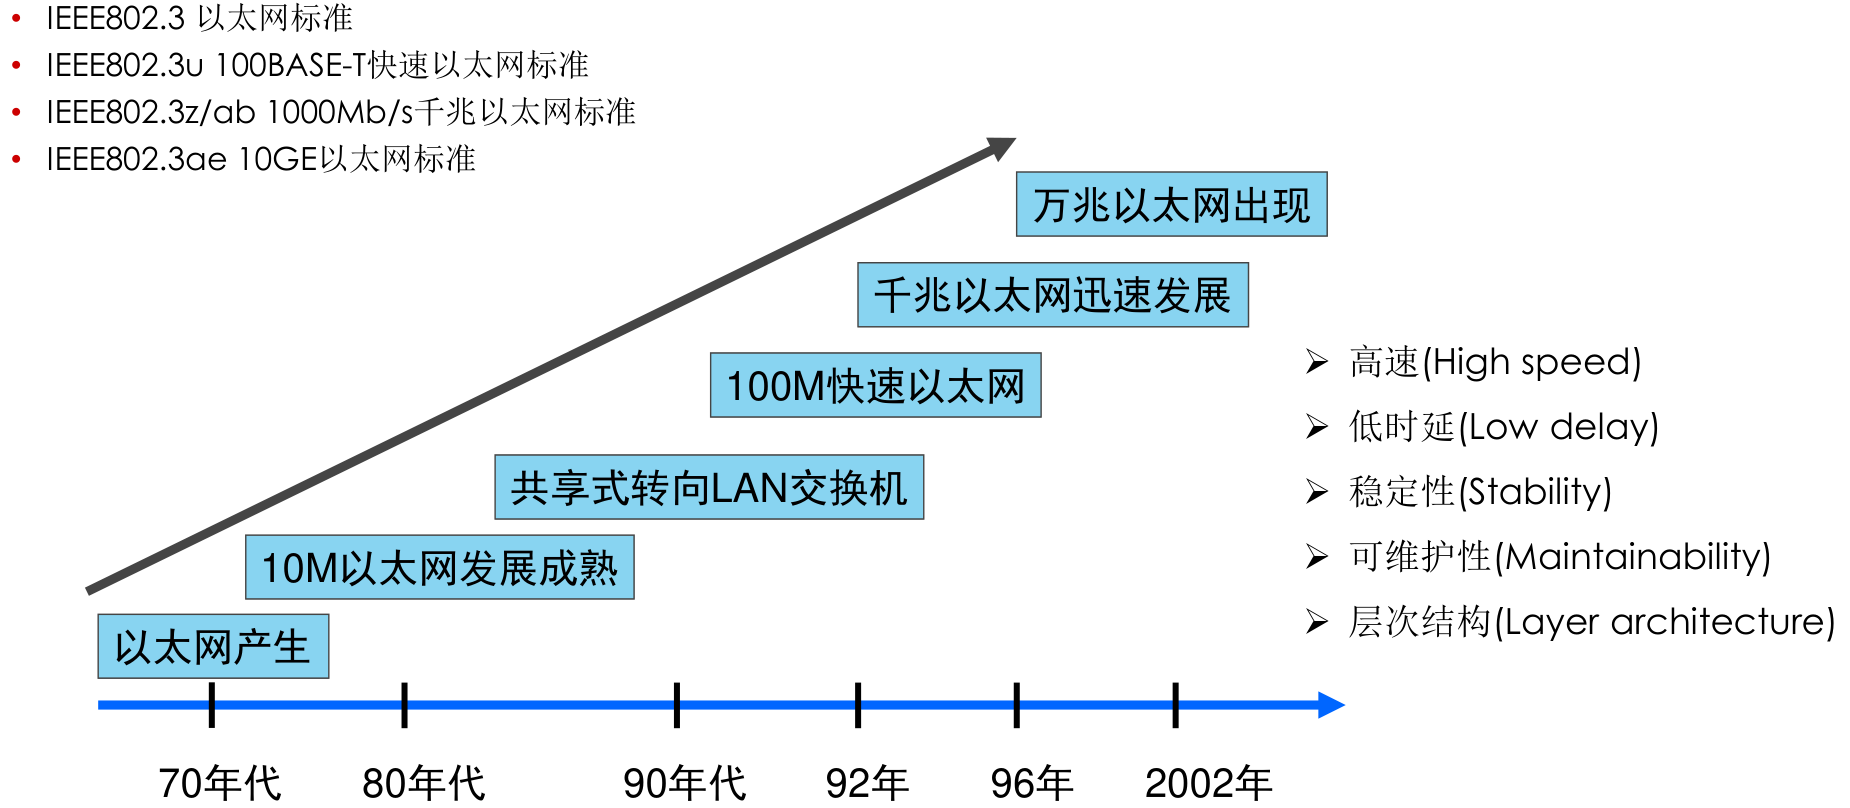 • IEEE802.3 以太网标准
• IEEE802.3u 100BASE-T快速以太网标准
• IEEE802.3z/ab 1000Mb/s千兆以太网标准
• IEEE802.3ae 10GE以太网标准
万兆以太网出现
千兆以太网迅速发展
100M快速以太网
共享式转向LAN交换机
10M以太网发展成熟
以太网产生
➢ 高速(High speed)
➢ 低时延(Low delay)
➢ 稳定性(Stability)
➢ 可维护性(Maintainability)
➢ 层次结构(Layer architecture)
70年代 80年代 90年代 92年 96年 2002年